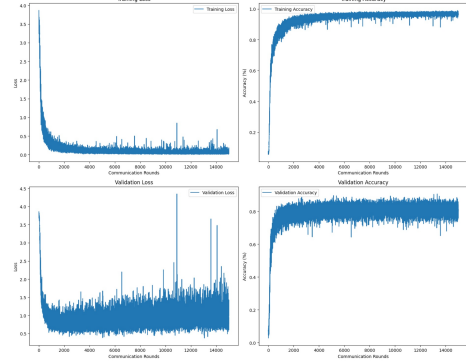 Training Loss
Training Loss
4.0
3.5
3.0
2.5
2.0
1.5
1.0
0.5
0.0
Loss
0 2000 4000 6000 8000 10000 12000 14000
Communication Rounds
Training Accuracy
Training Accuracy
1.0
0.8
0.6
0.4
0.2
Accuracy (%)
0 2000 4000 6000 8000 10000 12000 14000
Communication Rounds
Validation Loss
Validation Loss
4.5
4.0
3.5
3.0
2.5
2.0
1.5
1.0
0.5
Loss
0 2000 4000 6000 8000 10000 12000 14000
Communication Rounds
Validation Accuracy
Validation Accuracy
0.8
0.6
0.4
0.2
0.0
Accuracy (%)
0 2000 4000 6000 8000 10000 12000 14000
Communication Rounds